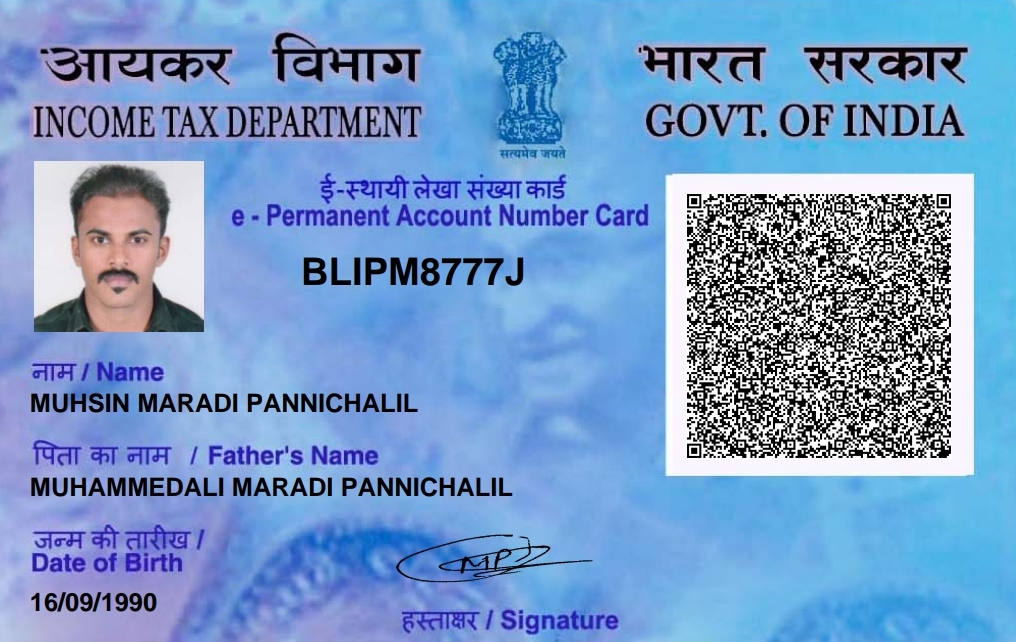 आयकर विभाग
INCOME TAX DEPARTMENT
सत्यमेव जयते
भारत सरकार
GOVT. OF INDIA
ई-स्थायी लेखा संख्या कार्ड
e - Permanent Account Number Card
BLIPM8777J
नाम / Name
MUHSIN MARADI PANNICHALIL
पिता का नाम / Father's Name
MUHAMMEDALI MARADI PANNICHALIL
जन्म की तारीख /
Date of Birth
16/09/1990
MP
हस्ताक्षर / Signature